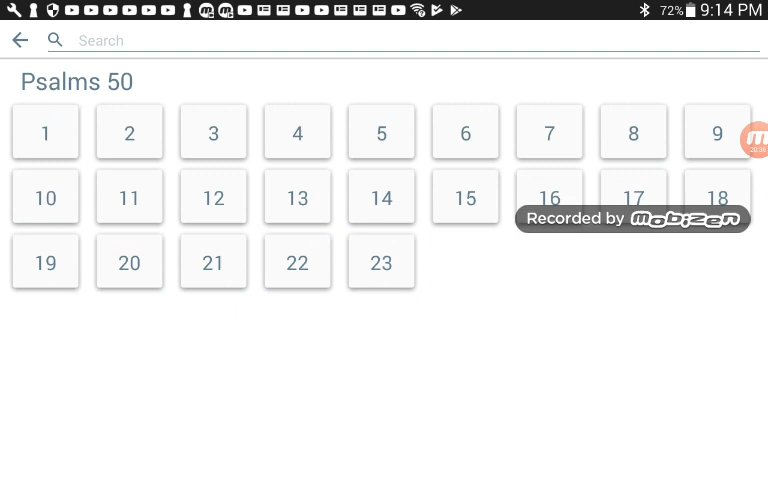 72% 9:14 PM
Search
Psalms 50
1 2 3 4 5 6 7 8 9
10 11 12 13 14 15 16 17 18
Recorded by mobizen
19 20 21 22 23